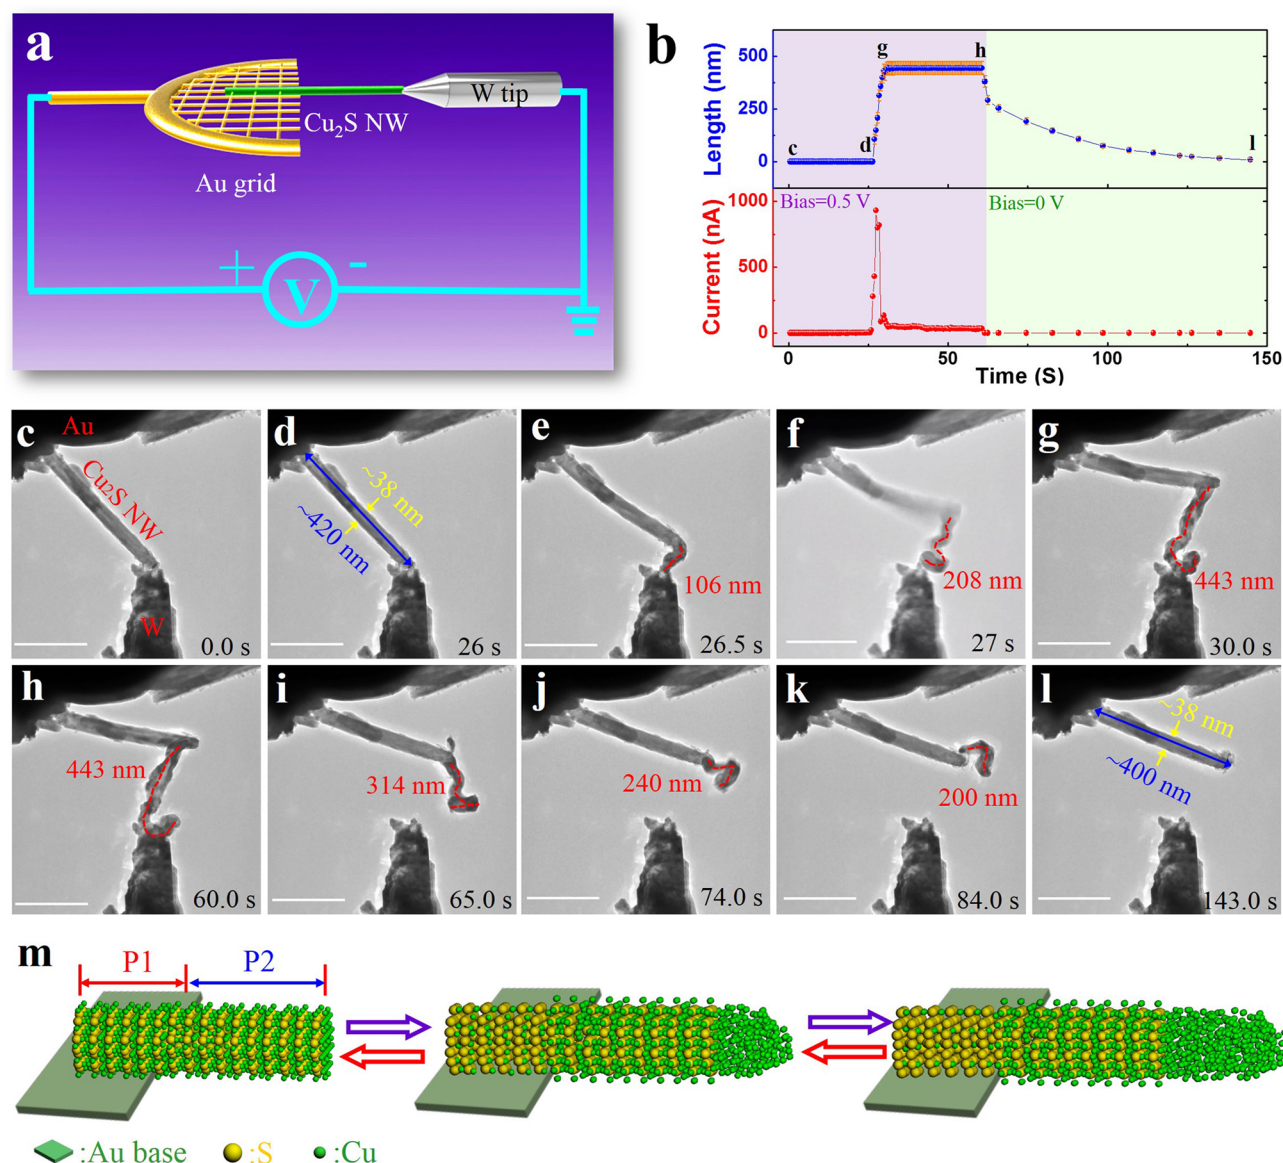 a
W tip
Cu₂S NW
Au grid
+
V
-
b
Length (nm)
500
250
0
c
d
g
h
l
Current (nA)
1000
500
0
Bias=0.5 V
Bias=0 V
0
50
100
150
Time (S)
c
Au
Cu₂S NW
W
0.0 s
d
~38 nm
~420 nm
26 s
e
106 nm
26.5 s
f
208 nm
27 s
g
443 nm
30.0 s
h
443 nm
60.0 s
i
314 nm
65.0 s
j
240 nm
74.0 s
k
200 nm
84.0 s
l
~38 nm
~400 nm
143.0 s
m
P1
P2
:Au base
:S
:Cu